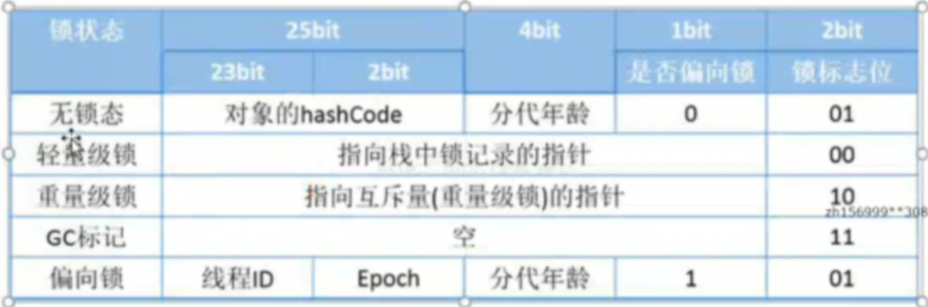 锁状态 25bit 4bit 1bit 2bit
23bit 2bit 是否偏向锁 锁标志位
无锁态 对象的hashCode 分代年龄 0 01
轻量级锁 指向栈中锁记录的指针 00
重量级锁 指向互斥量(重量级锁)的指针 10
zh156999**308
GC标记 空 11
偏向锁 线程ID Epoch 分代年龄 1 01